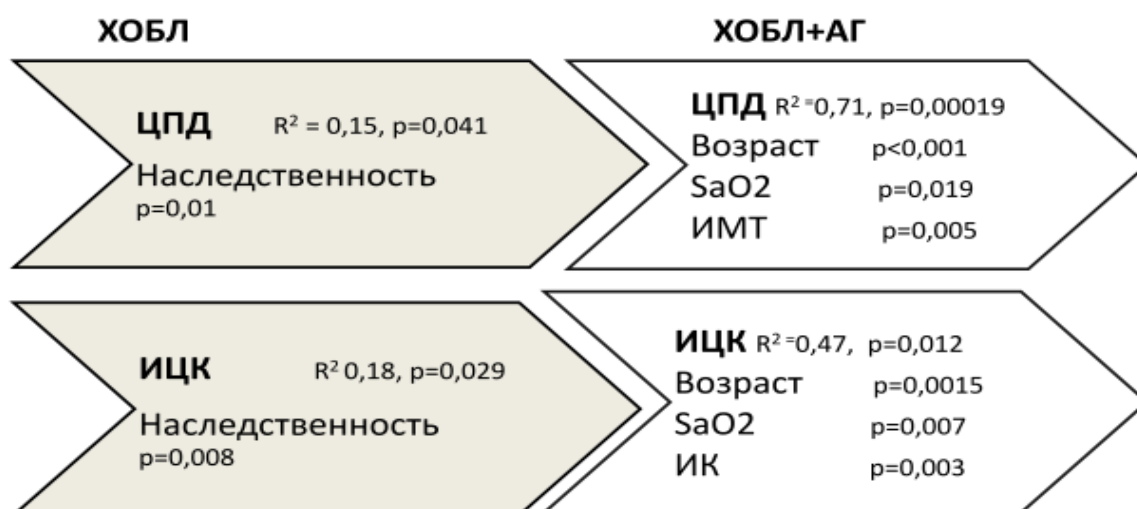 ХОБЛ
ХОБЛ+АГ
ЦПД R² = 0,15, p=0,041
Наследственность
p=0,01
ЦПД R² =0,71, p=0,00019
Возраст p<0,001
SaO2 p=0,019
ИМТ p=0,005
ИЦК R² 0,18, p=0,029
Наследственность
p=0,008
ИЦК R² =0,47, p=0,012
Возраст p=0,0015
SaO2 p=0,007
ИК p=0,003